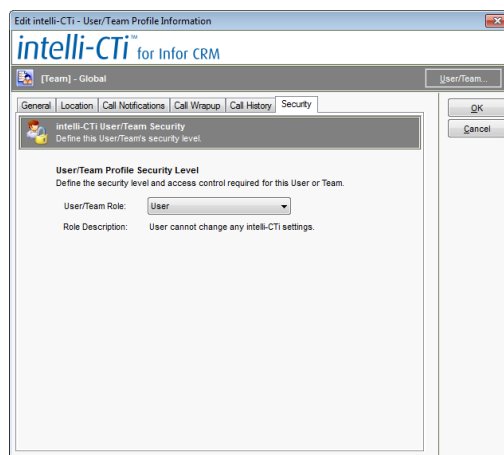 Edit intelli-CTi - User/Team Profile Information
intelli-CTi™ for Infor CRM
[Team] - Global
User/Team...
General Location Call Notifications Call Wrapup Call History Security
OK
Cancel
intelli-CTi User/Team Security
Define this User/Team's security level.
User/Team Profile Security Level
Define the security level and access control required for this User or Team.
User/Team Role: User
Role Description: User cannot change any intelli-CTi settings.